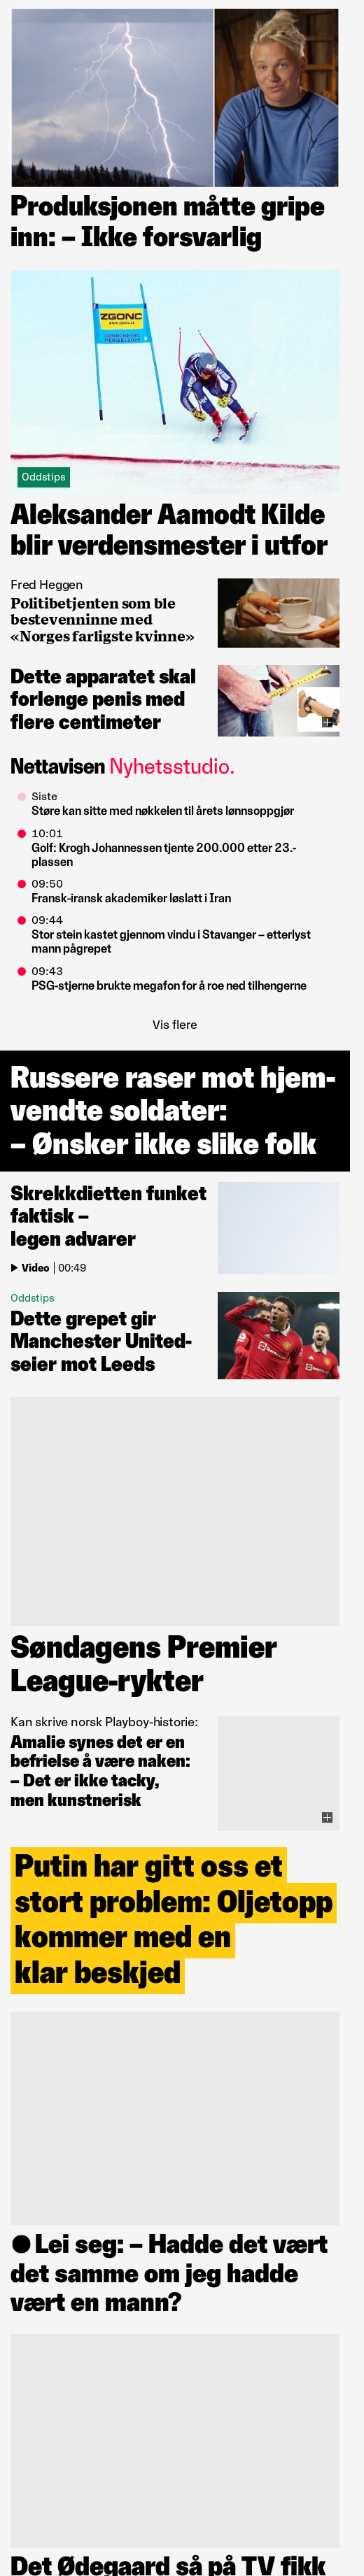 Produksjonen måtte gripe
inn: – Ikke forsvarlig
ZGONC
www.zgonc.at
COURCHEVEL
MÉRIBEL2023
Oddstips
Aleksander Aamodt Kilde
blir verdensmester i utfor
Fred Heggen
Politibetjenten som ble
bestevenninne med
«Norges farligste kvinne»
Dette apparatet skal
forlenge penis med
flere centimeter
Nettavisen Nyhetsstudio.
Siste
Støre kan sitte med nøkkelen til årets lønnsoppgjør
10:01
Golf: Krogh Johannessen tjente 200.000 etter 23.-
plassen
09:50
Fransk-iransk akademiker løslatt i Iran
09:44
Stor stein kastet gjennom vindu i Stavanger – etterlyst
mann pågrepet
09:43
PSG-stjerne brukte megafon for å roe ned tilhengerne
Vis flere
Russere raser mot hjem-
vendte soldater:
– Ønsker ikke slike folk
Skrekkdietten funket
faktisk –
legen advarer
Video | 00:49
Oddstips
Dette grepet gir
Manchester United-
seier mot Leeds
Søndagens Premier
League-rykter
Kan skrive norsk Playboy-historie:
Amalie synes det er en
befrielse å være naken:
– Det er ikke tacky,
men kunstnerisk
Putin har gitt oss et
stort problem: Oljetopp
kommer med en
klar beskjed
Lei seg: – Hadde det vært
det samme om jeg hadde
vært en mann?
Det Ødegaard så på TV fikk